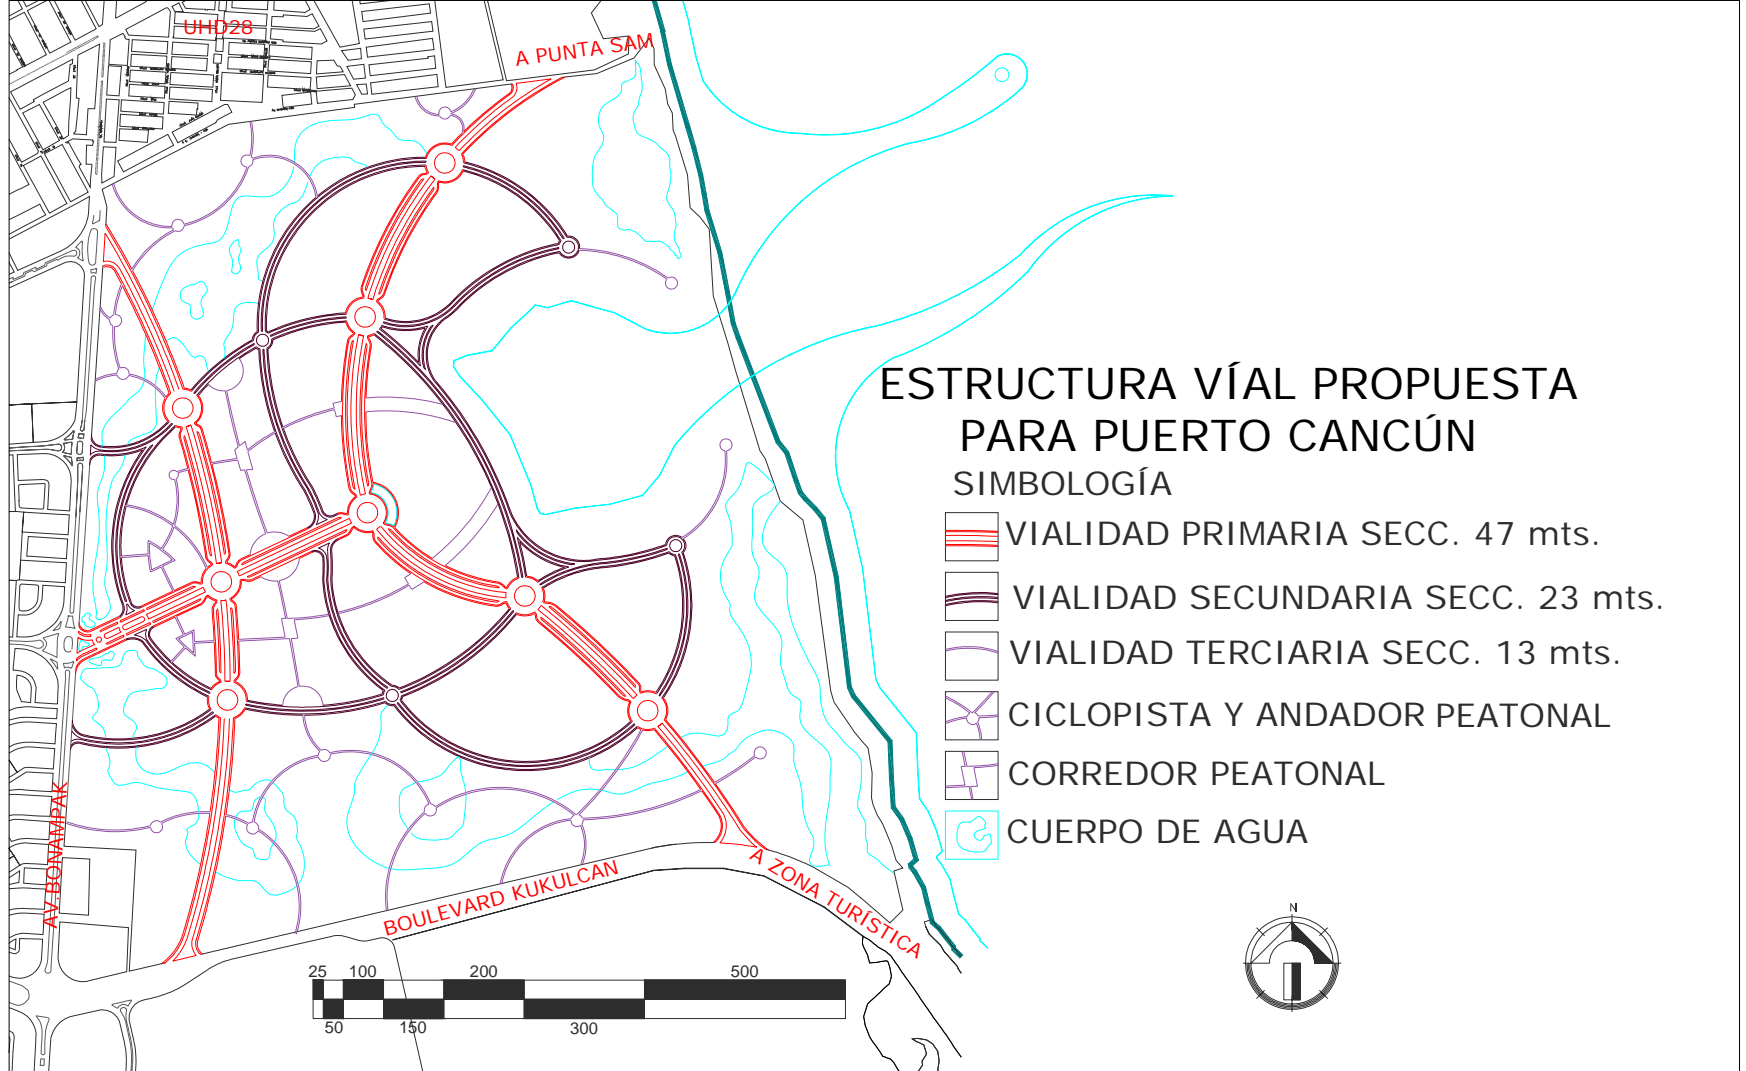 UHD28
A PUNTA SAM
ESTRUCTURA VÍAL PROPUESTA
PARA PUERTO CANCÚN
SIMBOLOGÍA
VIALIDAD PRIMARIA SECC. 47 mts.
VIALIDAD SECUNDARIA SECC. 23 mts.
VIALIDAD TERCIARIA SECC. 13 mts.
CICLOPISTA Y ANDADOR PEATONAL
CORREDOR PEATONAL
CUERPO DE AGUA
AV.BONAMPAK
BOULEVARD KUKULCAN
A ZONA TURÍSTICA
N
25 100 200 500
50 150 300